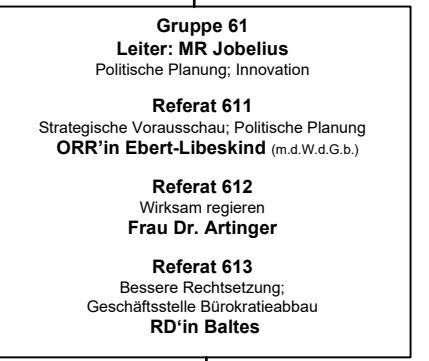 Gruppe 61
Leiter: MR Jobelius
Politische Planung; Innovation
Referat 611
Strategische Vorausschau; Politische Planung
ORR’in Ebert-Libeskind (m.d.W.d.G.b.)
Referat 612
Wirksam regieren
Frau Dr. Artinger
Referat 613
Bessere Rechtsetzung;
Geschäftsstelle Bürokratieabbau
RD‘in Baltes